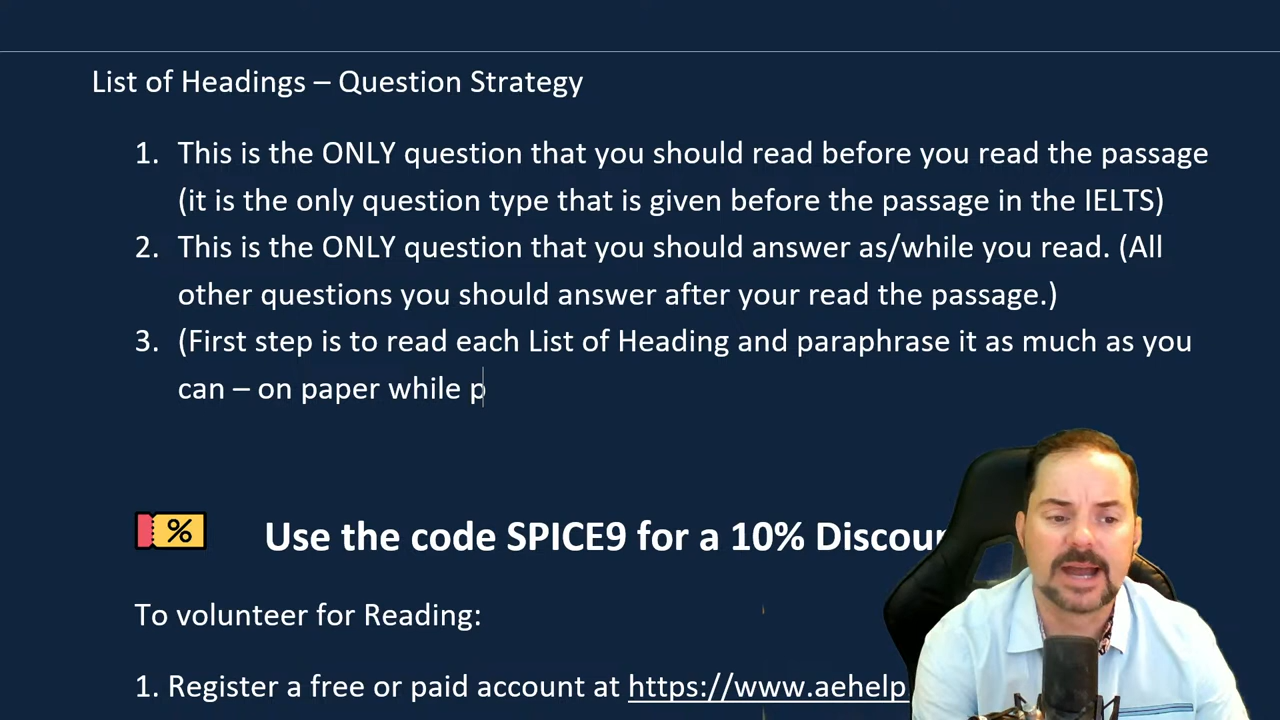 List of Headings – Question Strategy
1. This is the ONLY question that you should read before you read the passage
(it is the only question type that is given before the passage in the IELTS)
2. This is the ONLY question that you should answer as/while you read. (All
other questions you should answer after your read the passage.)
3. (First step is to read each List of Heading and paraphrase it as much as you
can – on paper while p
%
Use the code SPICE9 for a 10% Discou
To volunteer for Reading:
1. Register a free or paid account at https://www.aehelp